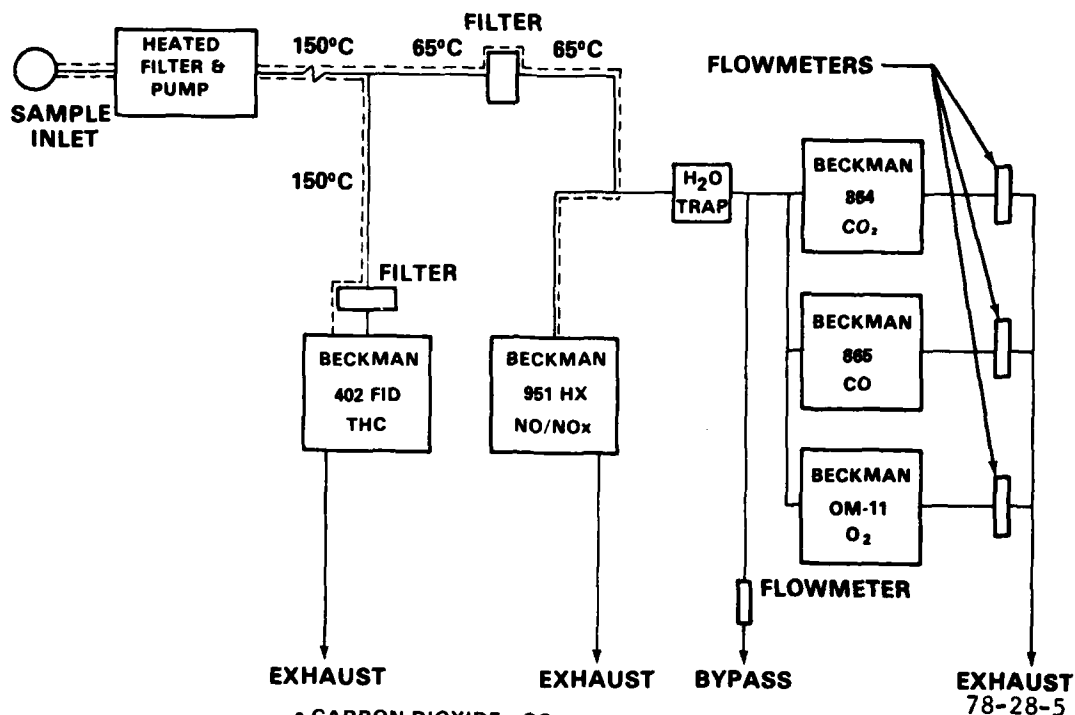 FILTER
HEATED
FILTER &
PUMP
150°C
65°C
65°C
FLOWMETERS
SAMPLE
INLET
150°C
H₂O
TRAP
BECKMAN
864
CO₂
FILTER
BECKMAN
402 FID
THC
BECKMAN
951 HX
NO/NOx
BECKMAN
865
CO
BECKMAN
OM-11
O₂
FLOWMETER
EXHAUST
EXHAUST
BYPASS
EXHAUST
78-28-5
• CARBON DIOXIDE